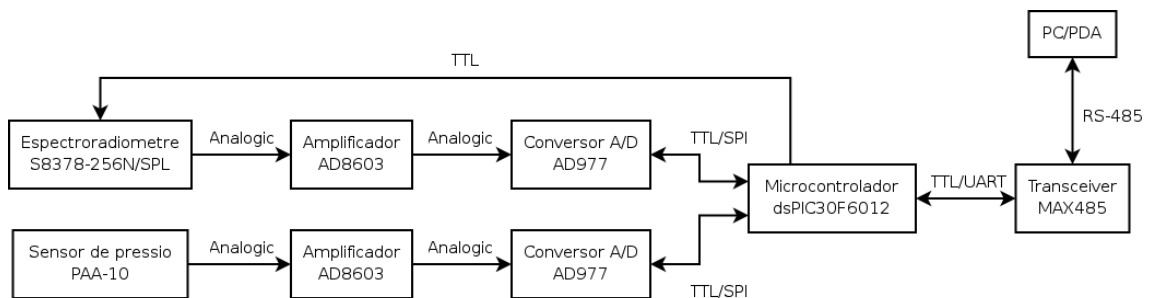 PC/PDA
TTL
RS-485
Espectroradiometre
S8378-256N/SPL
Analogic
Amplificador
AD8603
Analogic
Conversor A/D
AD977
TTL/SPI
Microcontrolador
dsPIC30F6012
TTL/UART
Transceiver
MAX485
Sensor de pressio
PAA-10
Analogic
Amplificador
AD8603
Analogic
Conversor A/D
AD977
TTL/SPI